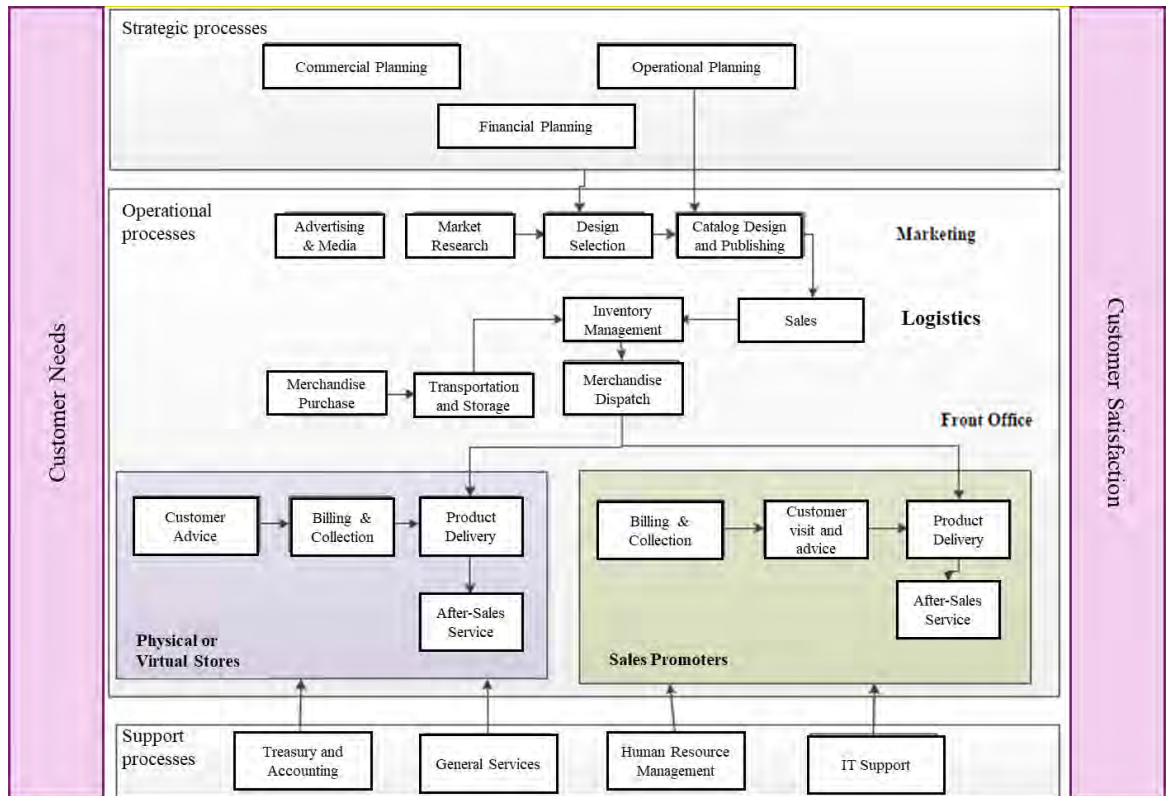 Strategic processes
Commercial Planning
Operational Planning
Financial Planning
Operational
processes
Advertising
& Media
Market
Research
Design
Selection
Catalog Design
and Publishing
Marketing
Inventory
Management
Sales
Logistics
Merchandise
Purchase
Transportation
and Storage
Merchandise
Dispatch
Front Office
Customer
Advice
Billing &
Collection
Product
Delivery
After-Sales
Service
Physical or
Virtual Stores
Billing &
Collection
Customer
visit and
advice
Product
Delivery
After-Sales
Service
Sales Promoters
Support
processes
Treasury and
Accounting
General Services
Human Resource
Management
IT Support
Customer Needs
Customer Satisfaction